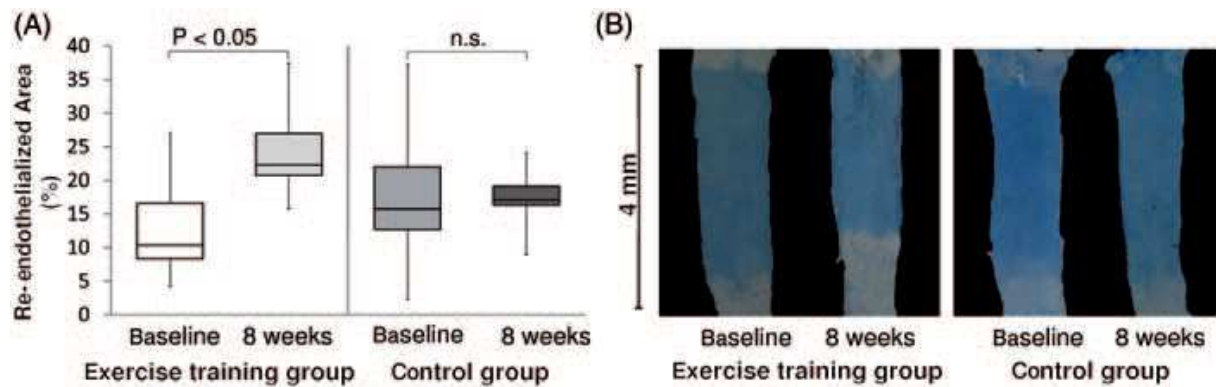 (A)
P < 0.05
n.s.
40
35
30
25
20
15
10
5
0
Re-endothelialized Area
(%)
Baseline
8 weeks
Baseline
8 weeks
Exercise training group
Control group
(B)
4 mm
Baseline
8 weeks
Baseline
8 weeks
Exercise training group
Control group